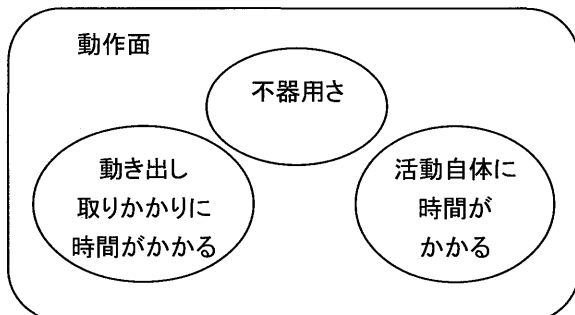 動作面
不器用さ
動き出し
取りかかりに
時間がかかる
活動自体に
時間が
かかる